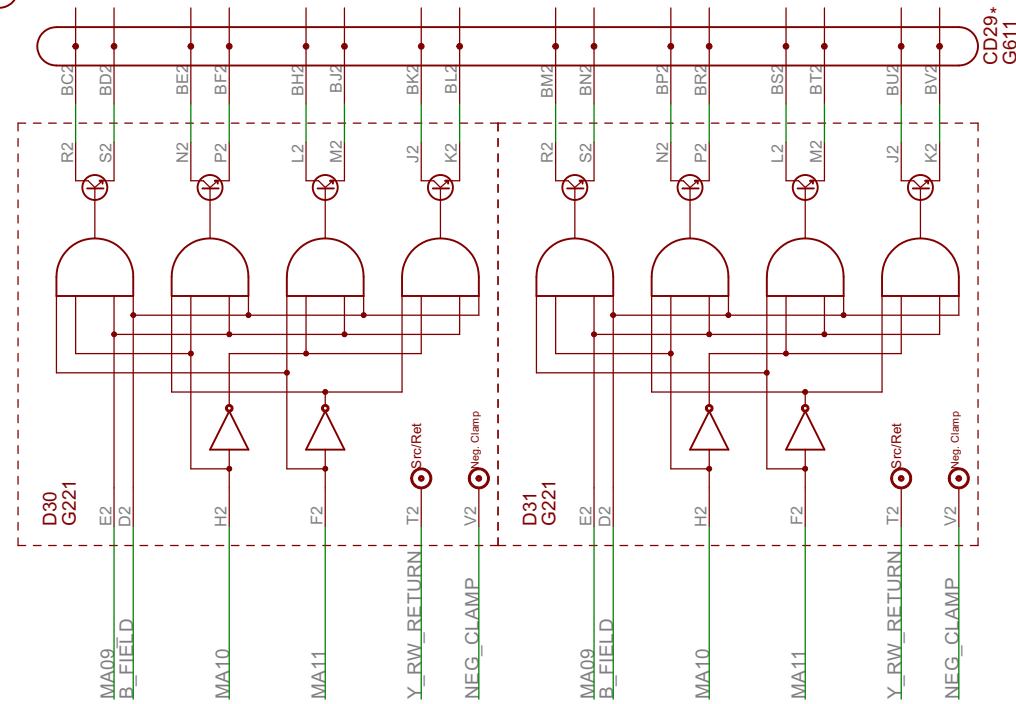 CD29*
G611
BC2
BD2
BE2
BF2
BH2
BJ2
BK2
BL2
BM2
BN2
BP2
BR2
BS2
BT2
BU2
BV2
R2
S2
N2
P2
L2
M2
J2
K2
R2
S2
N2
P2
L2
M2
J2
K2
D30
G221
E2
D2
H2
F2
Src/Ret
T2
Neg. Clamp
V2
D31
G221
E2
D2
H2
F2
Src/Ret
T2
Neg. Clamp
V2
MA09
B_FIELD
MA10
MA11
Y_RW_RETURN
NEG_CLAMP
MA09
B_FIELD
MA10
MA11
Y_RW_RETURN
NEG_CLAMP